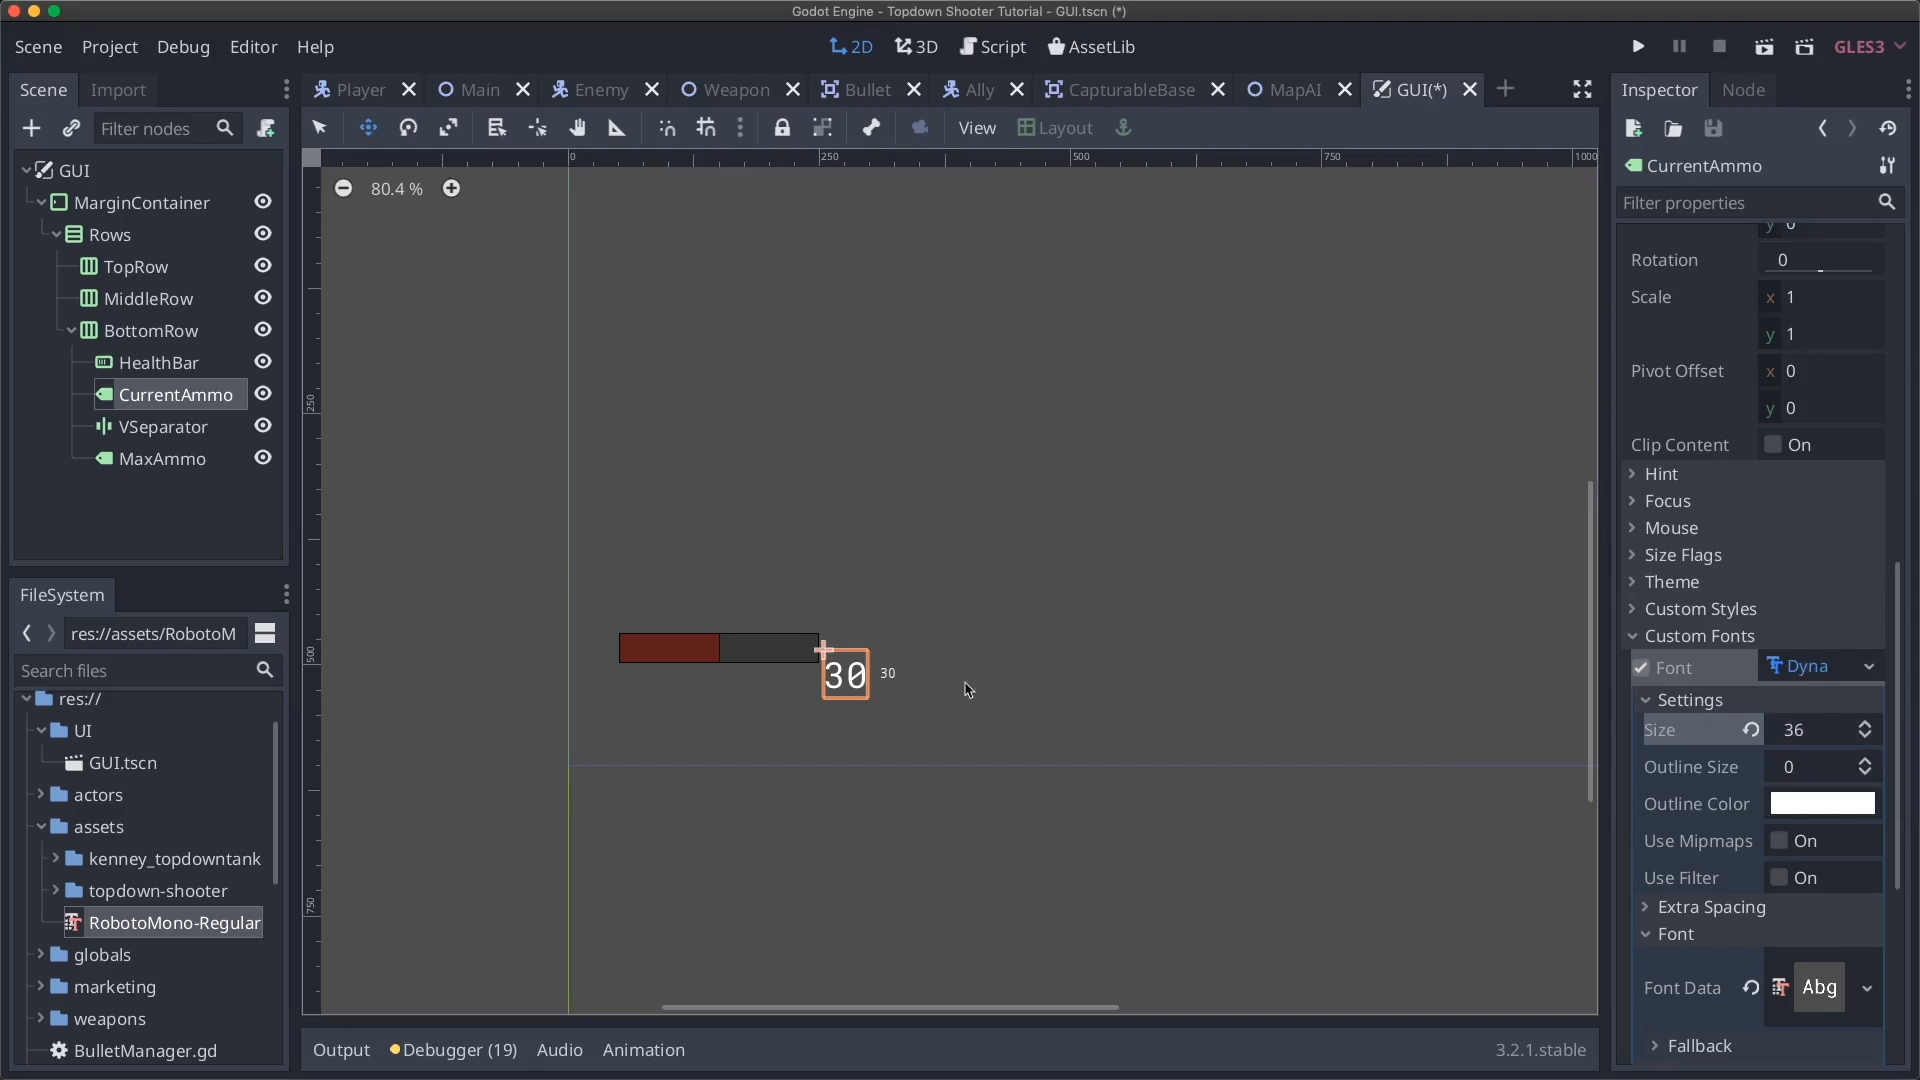 Godot Engine - Topdown Shooter Tutorial - GUI.tscn (*)
Scene Project Debug Editor Help
2D 3D Script AssetLib
GLES3
Scene Import
Player Main Enemy Weapon Bullet Ally CapturableBase MapAI GUI(*)
Inspector Node
Filter nodes
View Layout
CurrentAmmo
Filter properties
GUI
MarginContainer
Rows
TopRow
MiddleRow
BottomRow
HealthBar
CurrentAmmo
VSeparator
MaxAmmo
0 250 500 750 1000
80.4 %
250
500
750
30 30
y 0
Rotation 0
Scale x 1
y 1
Pivot Offset x 0
y 0
Clip Content On
Hint
Focus
Mouse
Size Flags
Theme
Custom Styles
Custom Fonts
Font Dyna
Settings
Size 36
Outline Size 0
Outline Color
Use Mipmaps On
Use Filter On
Extra Spacing
Font
Font Data Abg
Fallback
FileSystem
res://assets/RobotoM
Search files
res://
UI
GUI.tscn
actors
assets
kenney_topdowntank
topdown-shooter
RobotoMono-Regular
globals
marketing
weapons
BulletManager.gd
Output Debugger (19) Audio Animation
3.2.1.stable